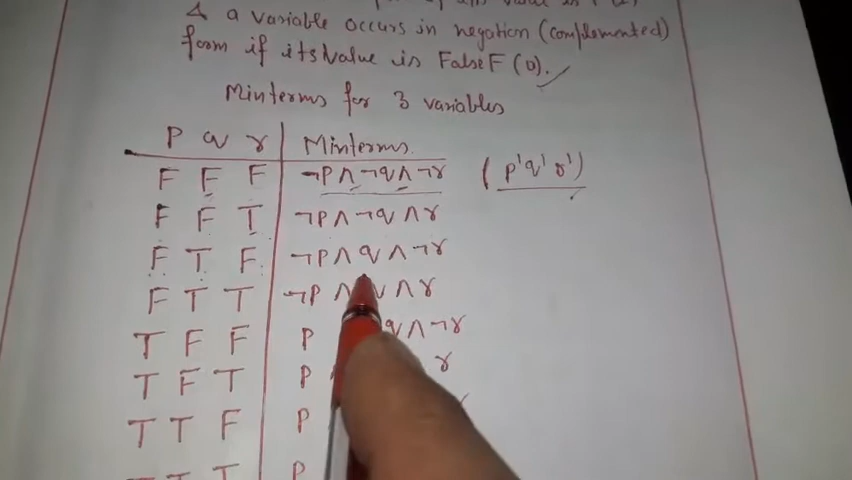 & a variable occurs in negation (complemented)
form if its value is False F (0).
Minterms for 3 variables
P q r Minterms.
F F F ¬P ∧ ¬q ∧ ¬r (p' q' r')
F F T ¬P ∧ ¬q ∧ r
F T F ¬P ∧ q ∧ ¬r
F T T ¬P ∧ ∧ r
T F F P q ∧ ¬r
T F T P r
T T F P
T T T P